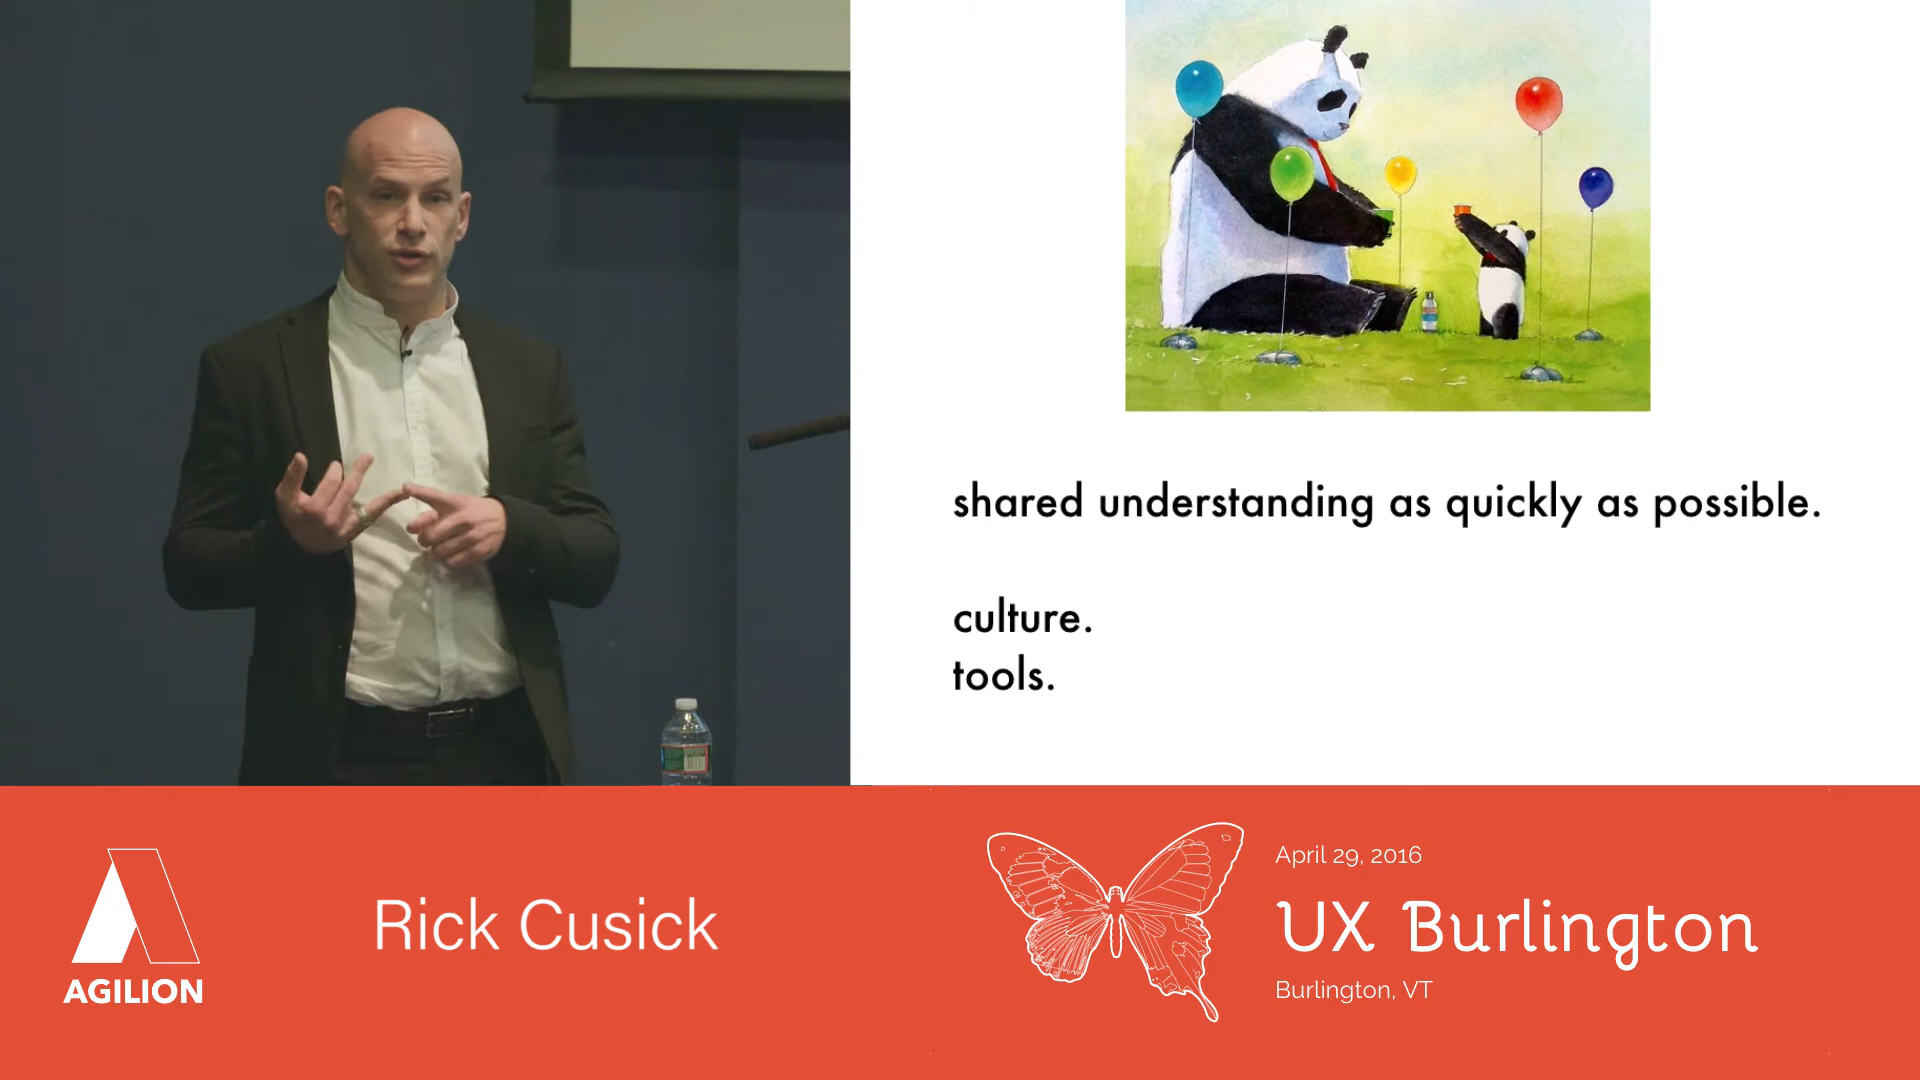 shared understanding as quickly as possible.
culture.
tools.
AGILION
Rick Cusick
April 29, 2016
UX Burlington
Burlington, VT